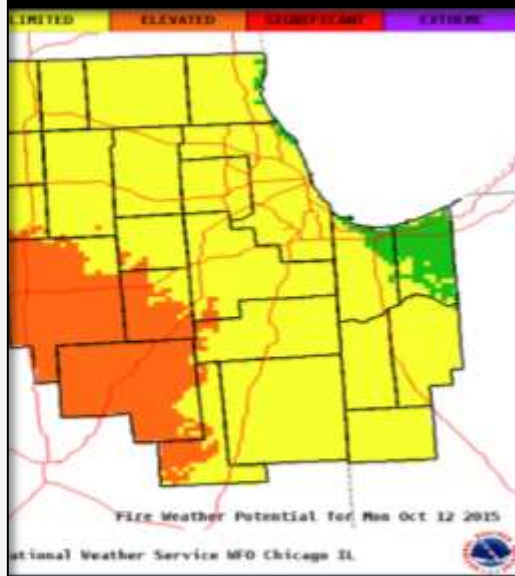 LIMITED ELEVATED SIGNIFICANT EXTREME
Fire Weather Potential for Mon Oct 12 2015
ational Weather Service WFO Chicago IL